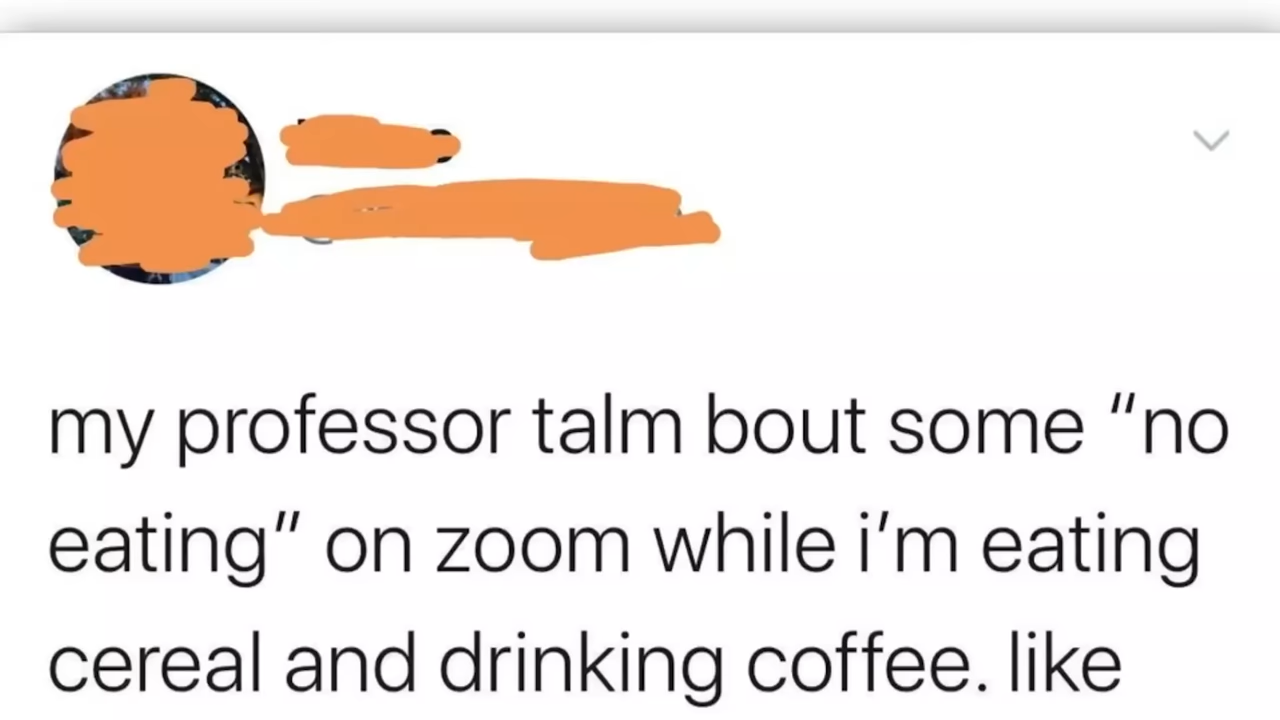 my professor talm bout some “no
eating” on zoom while i’m eating
cereal and drinking coffee. like